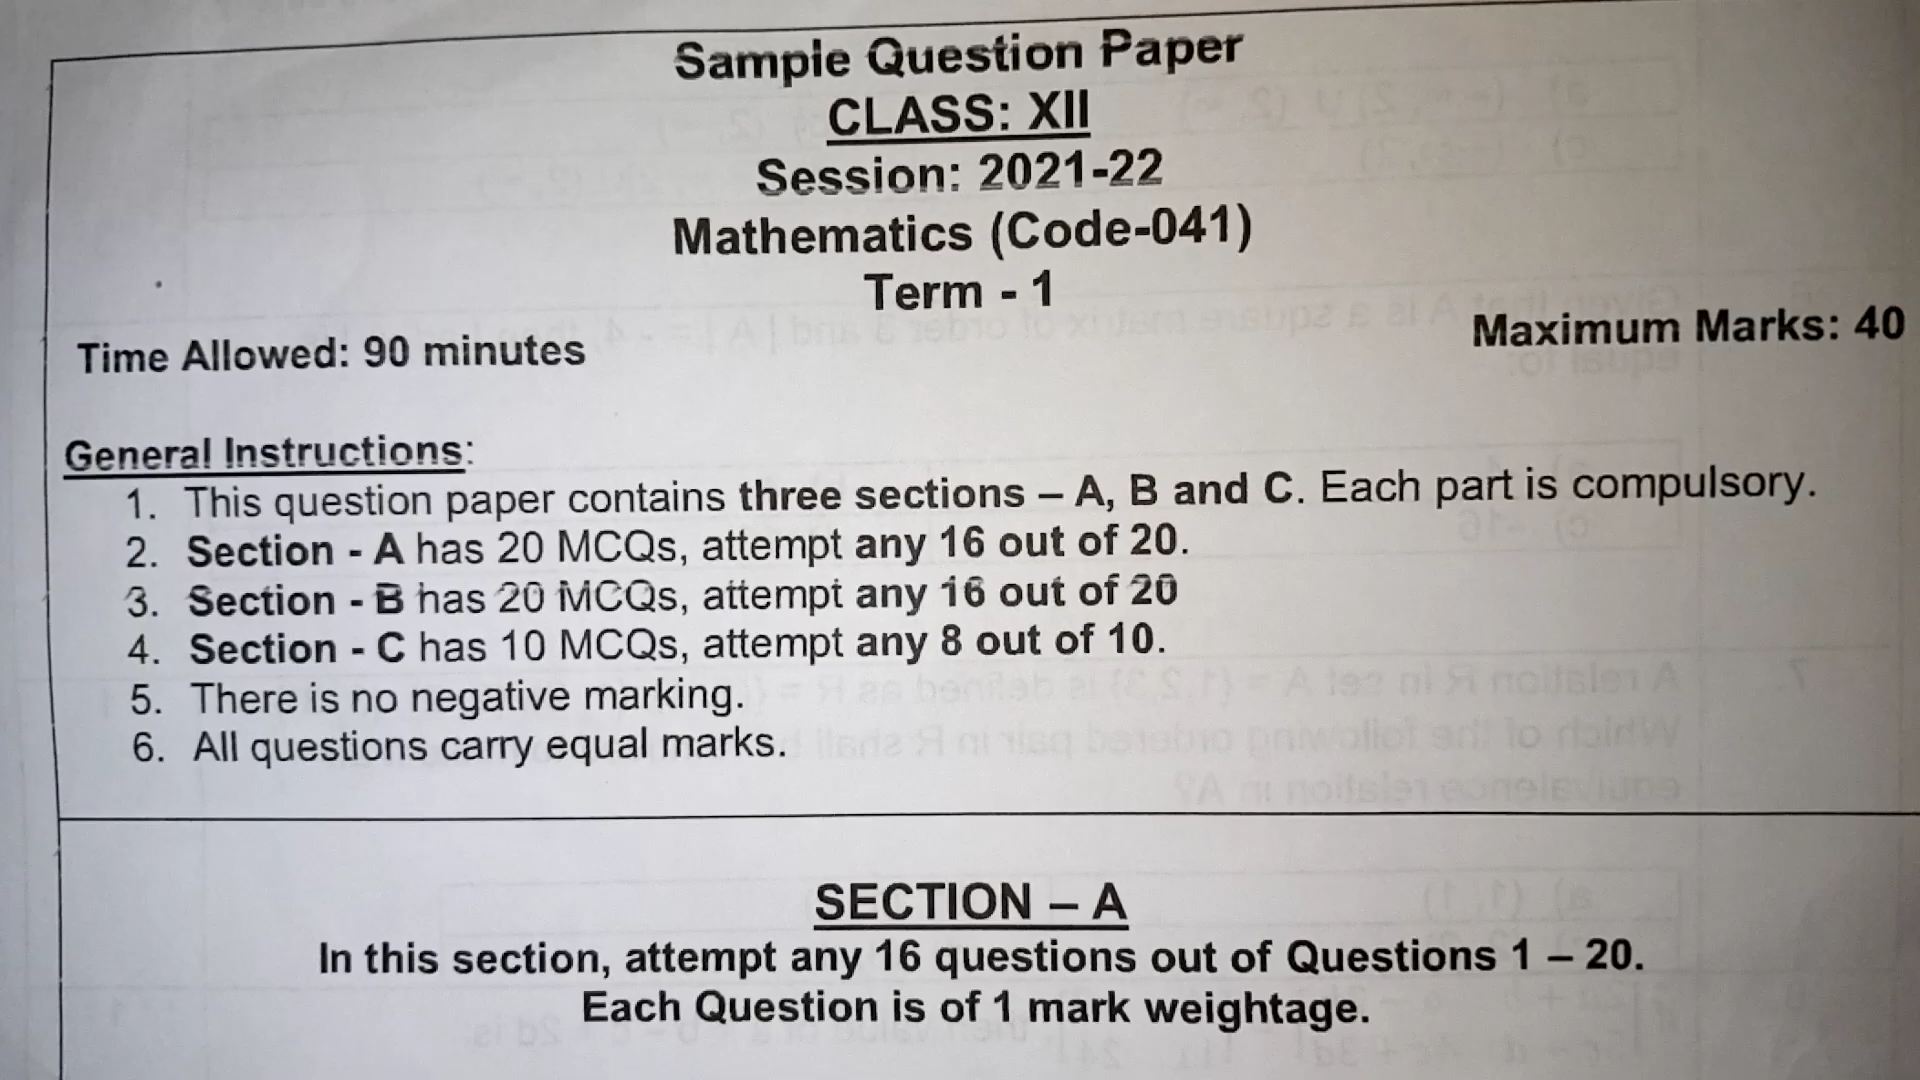 Sample Question Paper
CLASS: XII
Session: 2021-22
Mathematics (Code-041)
Term - 1
Time Allowed: 90 minutes
Maximum Marks: 40
General Instructions:
1. This question paper contains three sections – A, B and C. Each part is compulsory.
2. Section - A has 20 MCQs, attempt any 16 out of 20.
3. Section - B has 20 MCQs, attempt any 16 out of 20
4. Section - C has 10 MCQs, attempt any 8 out of 10.
5. There is no negative marking.
6. All questions carry equal marks.
SECTION – A
In this section, attempt any 16 questions out of Questions 1 – 20.
Each Question is of 1 mark weightage.